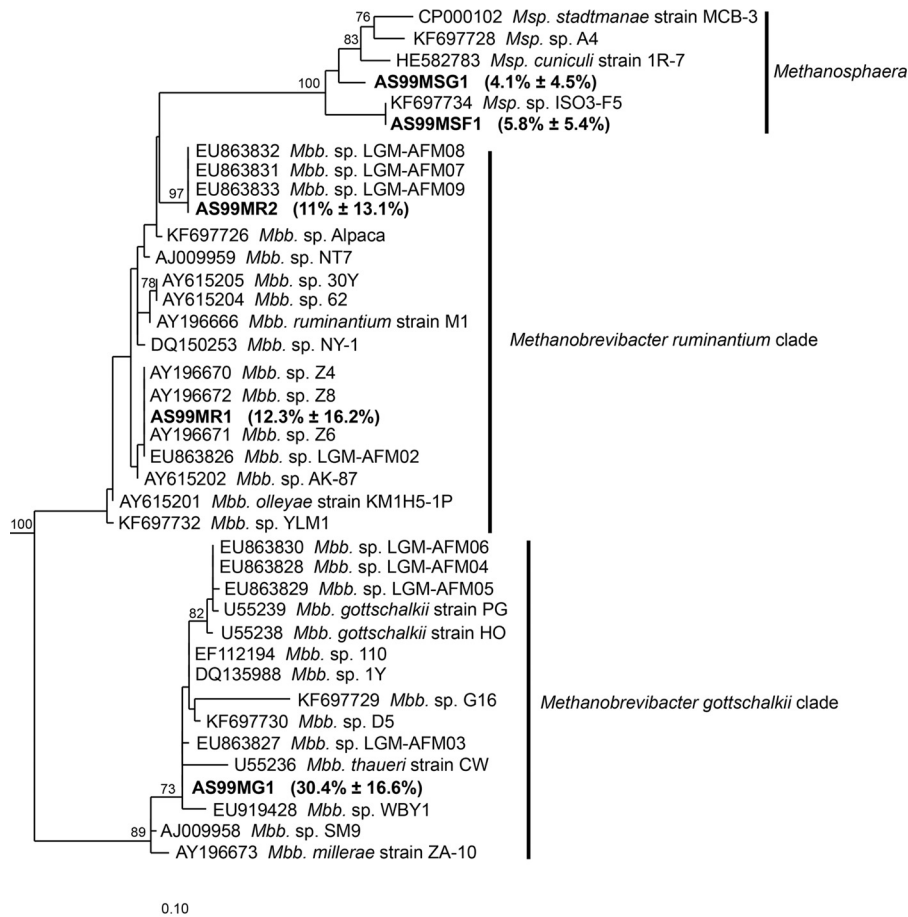 76
CP000102 Msp. stadtmanae strain MCB-3
KF697728 Msp. sp. A4
83
HE582783 Msp. cuniculi strain 1R-7
Methanosphaera
100
AS99MSG1 (4.1% ± 4.5%)
KF697734 Msp. sp. ISO3-F5
AS99MSF1 (5.8% ± 5.4%)
EU863832 Mbb. sp. LGM-AFM08
EU863831 Mbb. sp. LGM-AFM07
EU863833 Mbb. sp. LGM-AFM09
97
AS99MR2 (11% ± 13.1%)
KF697726 Mbb. sp. Alpaca
AJ009959 Mbb. sp. NT7
78
AY615205 Mbb. sp. 30Y
AY615204 Mbb. sp. 62
AY196666 Mbb. ruminantium strain M1
DQ150253 Mbb. sp. NY-1
Methanobrevibacter ruminantium clade
AY196670 Mbb. sp. Z4
AY196672 Mbb. sp. Z8
AS99MR1 (12.3% ± 16.2%)
AY196671 Mbb. sp. Z6
EU863826 Mbb. sp. LGM-AFM02
AY615202 Mbb. sp. AK-87
AY615201 Mbb. olleyae strain KM1H5-1P
100
KF697732 Mbb. sp. YLM1
EU863830 Mbb. sp. LGM-AFM06
EU863828 Mbb. sp. LGM-AFM04
EU863829 Mbb. sp. LGM-AFM05
82
U55239 Mbb. gottschalkii strain PG
U55238 Mbb. gottschalkii strain HO
EF112194 Mbb. sp. 110
DQ135988 Mbb. sp. 1Y
KF697729 Mbb. sp. G16
Methanobrevibacter gottschalkii clade
KF697730 Mbb. sp. D5
EU863827 Mbb. sp. LGM-AFM03
U55236 Mbb. thaueri strain CW
73
AS99MG1 (30.4% ± 16.6%)
EU919428 Mbb. sp. WBY1
89
AJ009958 Mbb. sp. SM9
AY196673 Mbb. millerae strain ZA-10
0.10